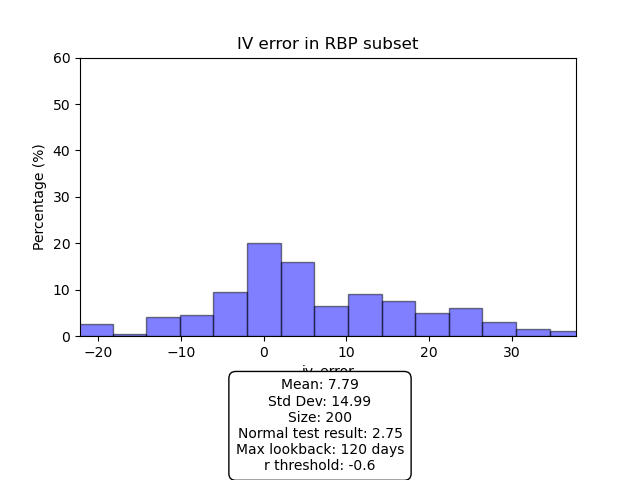 IV error in RBP subset
60
50
40
30
20
10
0
Percentage (%)
−20
−10
0
10
20
30
iv_error
Mean: 7.79
Std Dev: 14.99
Size: 200
Normal test result: 2.75
Max lookback: 120 days
r threshold: -0.6